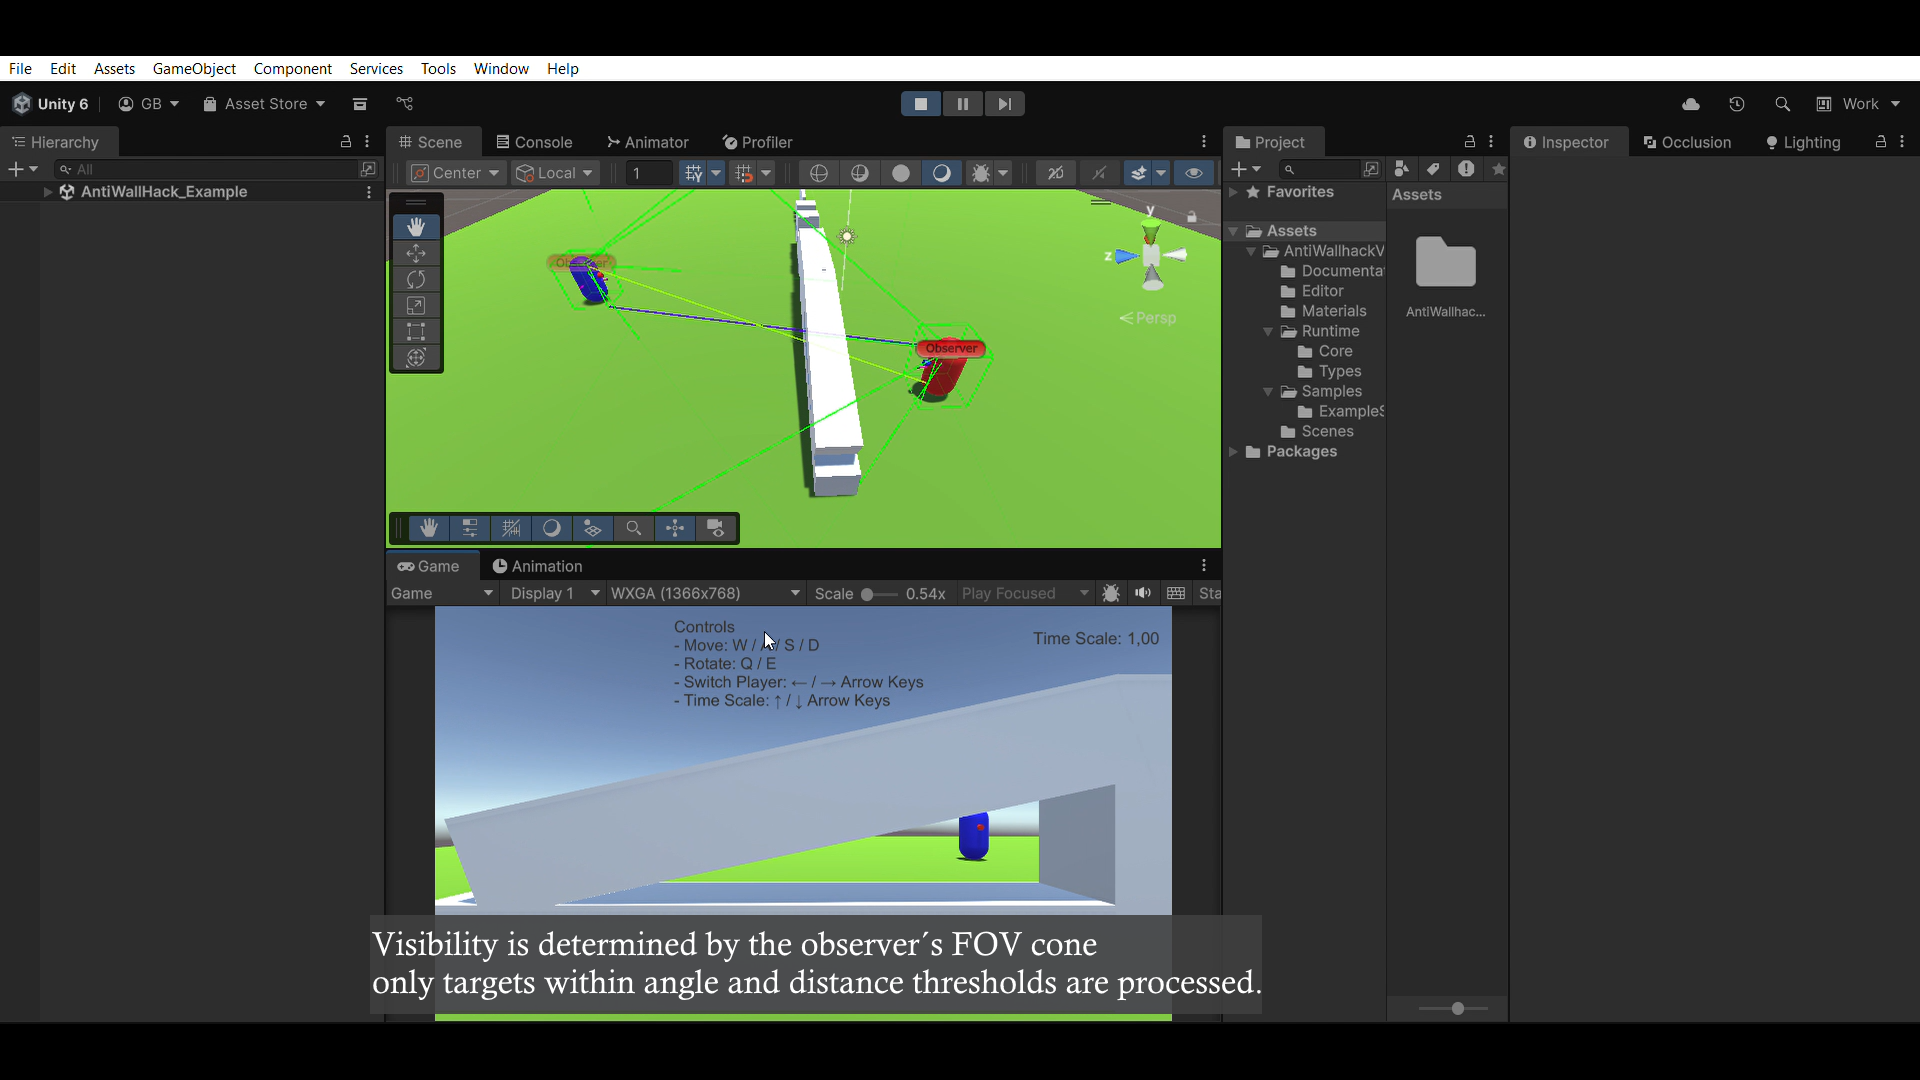 File Edit Assets GameObject Component Services Tools Window Help
Unity 6 GB Asset Store Work
Hierarchy
All
AntiWallHack_Example
Scene Console Animator Profiler
Center Local 1
Observer
Observer
y
z
Persp
Game Animation
Game Display 1 WXGA (1366x768) Scale 0.54x Play Focused Sta
Controls
- Move: W / A / S / D
- Rotate: Q / E
- Switch Player: ← / → Arrow Keys
- Time Scale: ↑ / ↓ Arrow Keys
Time Scale: 1,00
Visibility is determined by the observer´s FOV cone
only targets within angle and distance thresholds are processed.
Project
Favorites
Assets
AntiWallhackV
Documenta
Editor
Materials
Runtime
Core
Types
Samples
ExampleS
Scenes
Packages
Assets
AntiWallhac...
Inspector Occlusion Lighting